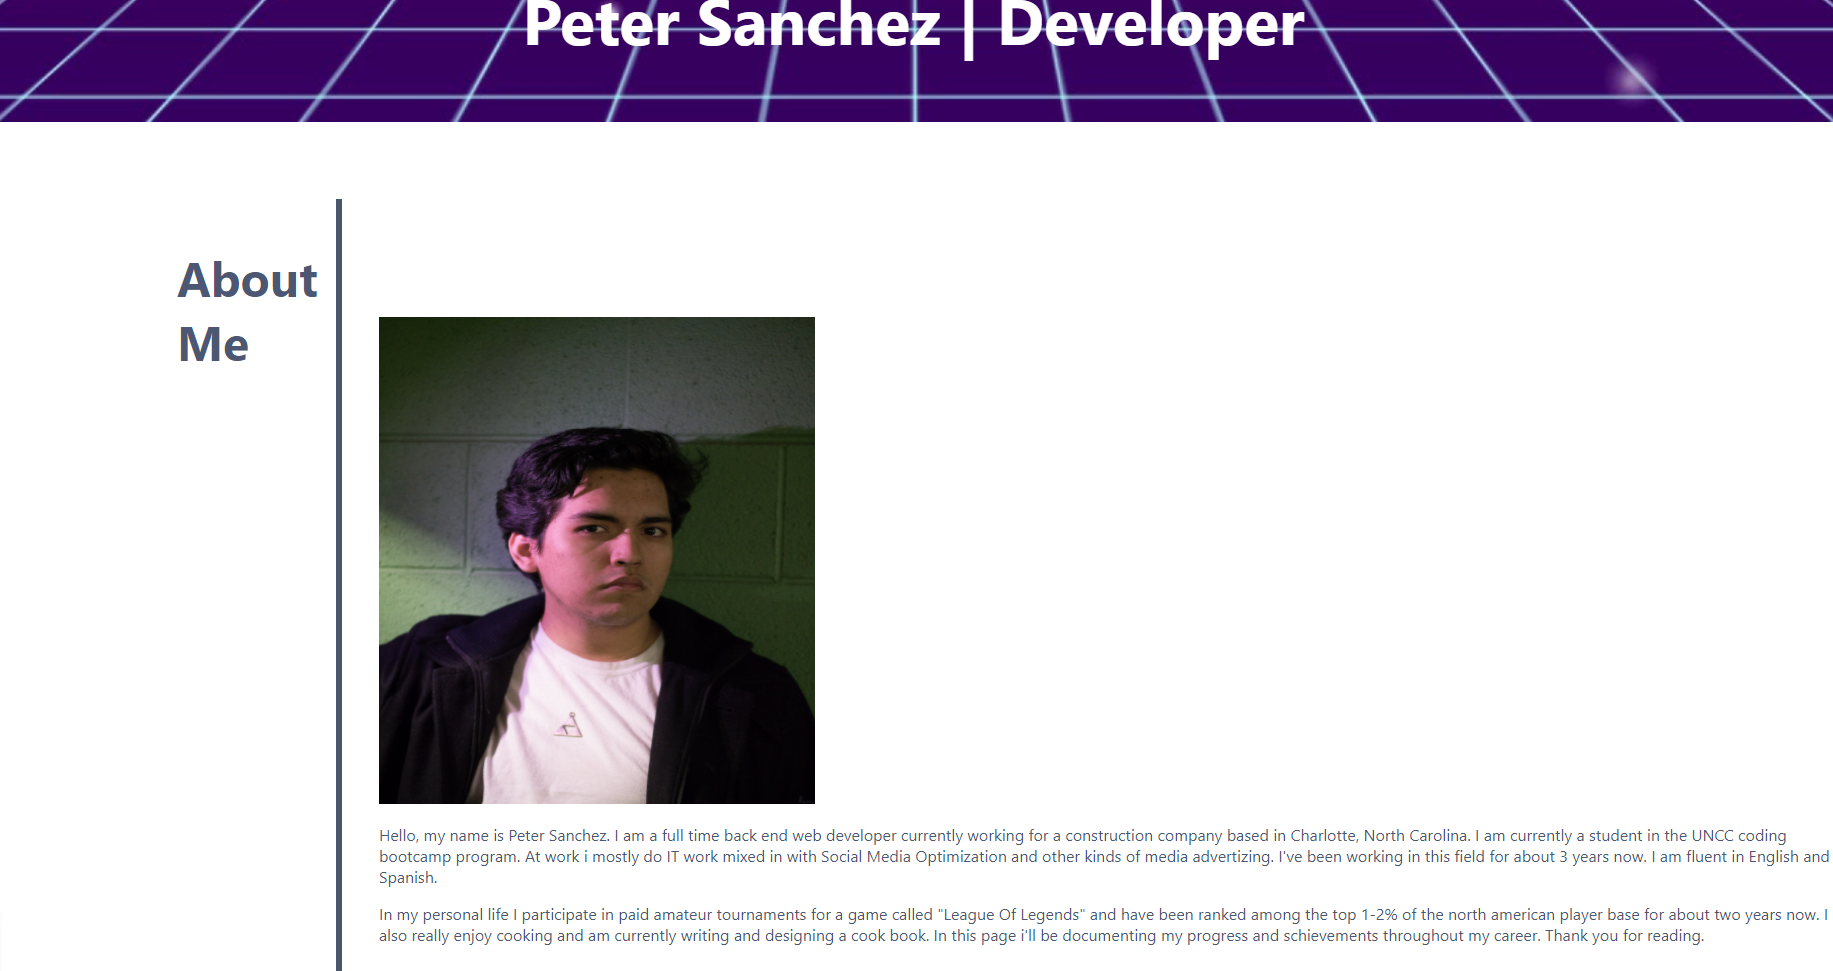 Peter Sanchez | Developer
About
Me
Hello, my name is Peter Sanchez. I am a full time back end web developer currently working for a construction company based in Charlotte, North Carolina. I am currently a student in the UNCC coding
bootcamp program. At work i mostly do IT work mixed in with Social Media Optimization and other kinds of media advertizing. I've been working in this field for about 3 years now. I am fluent in English and
Spanish.
In my personal life I participate in paid amateur tournaments for a game called "League Of Legends" and have been ranked among the top 1-2% of the north american player base for about two years now. I
also really enjoy cooking and am currently writing and designing a cook book. In this page i'll be documenting my progress and schievements throughout my career. Thank you for reading.